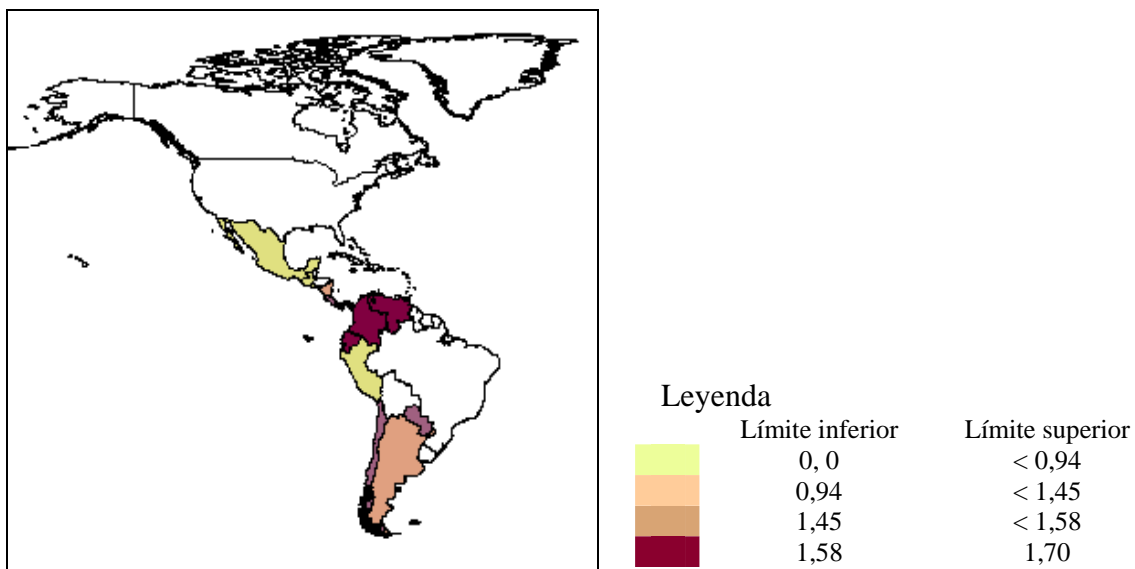 Leyenda
Límite inferior Límite superior
0, 0 < 0,94
0,94 < 1,45
1,45 < 1,58
1,58 1,70